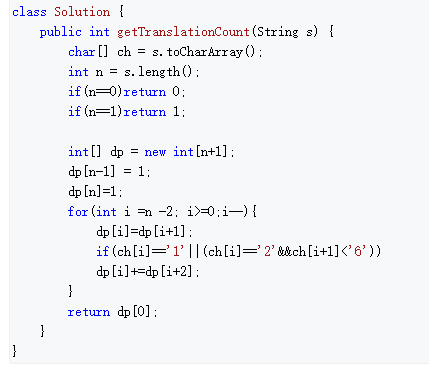 class Solution {
    public int getTranslationCount(String s) {
        char[] ch = s.toCharArray();
        int n = s.length();
        if(n==0)return 0;
        if(n==1)return 1;
        int[] dp = new int[n+1];
        dp[n-1] = 1;
        dp[n]=1;
        for(int i =n -2; i>=0;i--){
            dp[i]=dp[i+1];
            if(ch[i]=='1'||(ch[i]=='2'&&ch[i+1]<'6'))
            dp[i]+=dp[i+2];
        }
        return dp[0];
    }
}